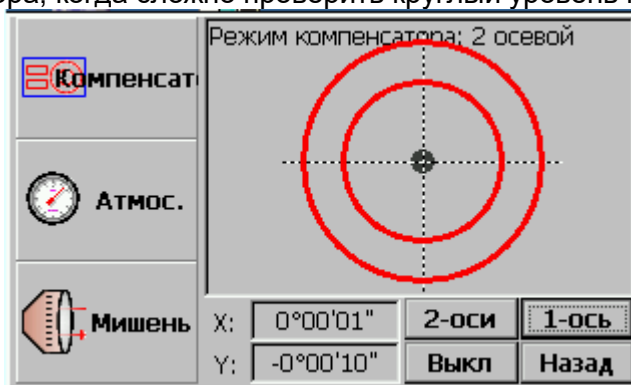 ра, когда сложно проверить круглый уровень
Режим компенсатора: 2 осевой
Компенсат
Атмос.
Мишень
X: 0°00'01" 2-оси 1-ось
Y: -0°00'10" Выкл Назад